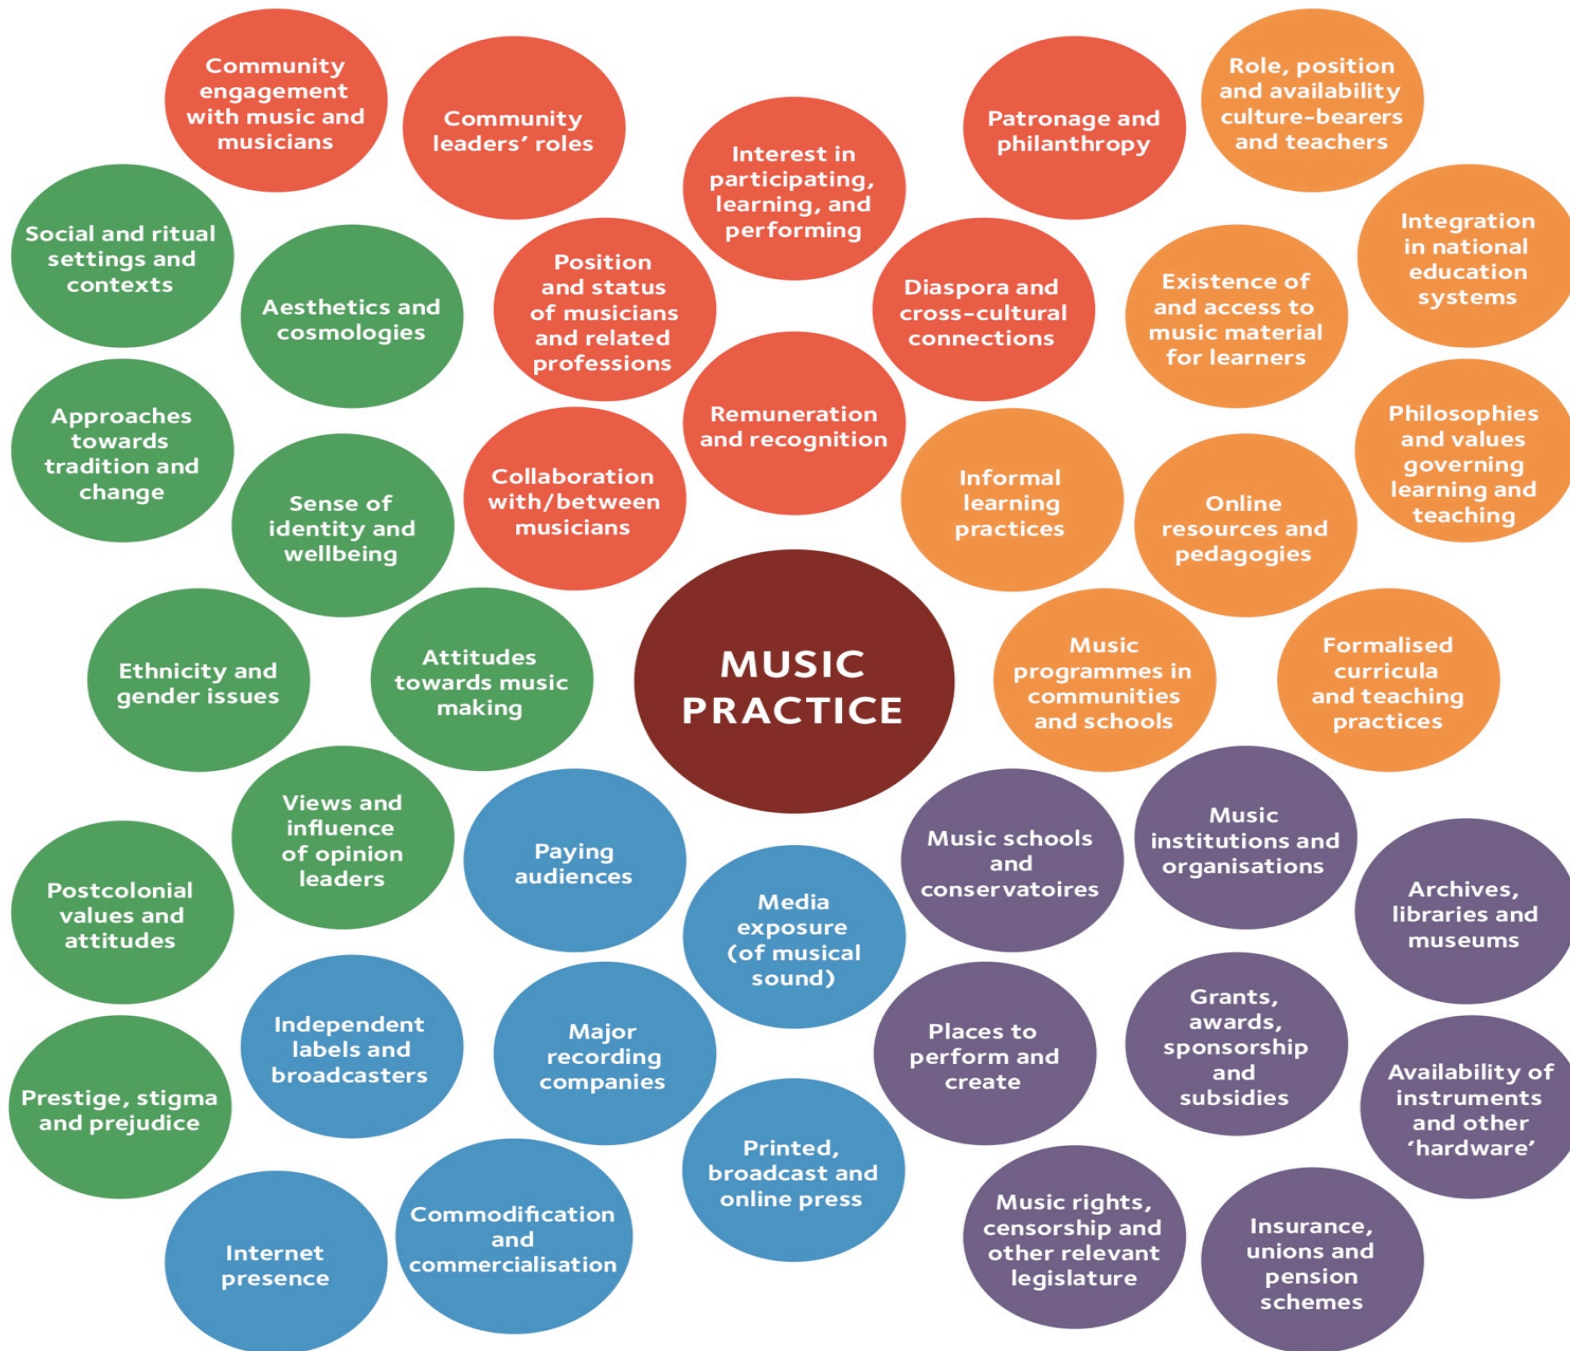 Community
engagement
with music and
musicians
Community
leaders’ roles
Interest in
participating,
learning, and
performing
Patronage and
philanthropy
Role, position
and availability
culture-bearers
and teachers
Social and ritual
settings and
contexts
Aesthetics and
cosmologies
Position
and status
of musicians
and related
professions
Diaspora and
cross-cultural
connections
Existence of
and access to
music material
for learners
Integration
in national
education
systems
Approaches
towards
tradition and
change
Sense of
identity and
wellbeing
Collaboration
with/between
musicians
Remuneration
and recognition
Informal
learning
practices
Online
resources and
pedagogies
Philosophies
and values
governing
learning and
teaching
Ethnicity and
gender issues
Attitudes
towards music
making
MUSIC
PRACTICE
Music
programmes in
communities
and schools
Formalised
curricula
and teaching
practices
Views and
influence
of opinion
leaders
Paying
audiences
Media
exposure
(of musical
sound)
Music schools
and
conservatoires
Music
institutions and
organisations
Archives,
libraries and
museums
Postcolonial
values and
attitudes
Independent
labels and
broadcasters
Major
recording
companies
Places to
perform and
create
Grants,
awards,
sponsorship
and
subsidies
Availability of
instruments
and other
‘hardware’
Prestige, stigma
and prejudice
Internet
presence
Commodification
and
commercialisation
Printed,
broadcast and
online press
Music rights,
censorship and
other relevant
legislature
Insurance,
unions and
pension
schemes